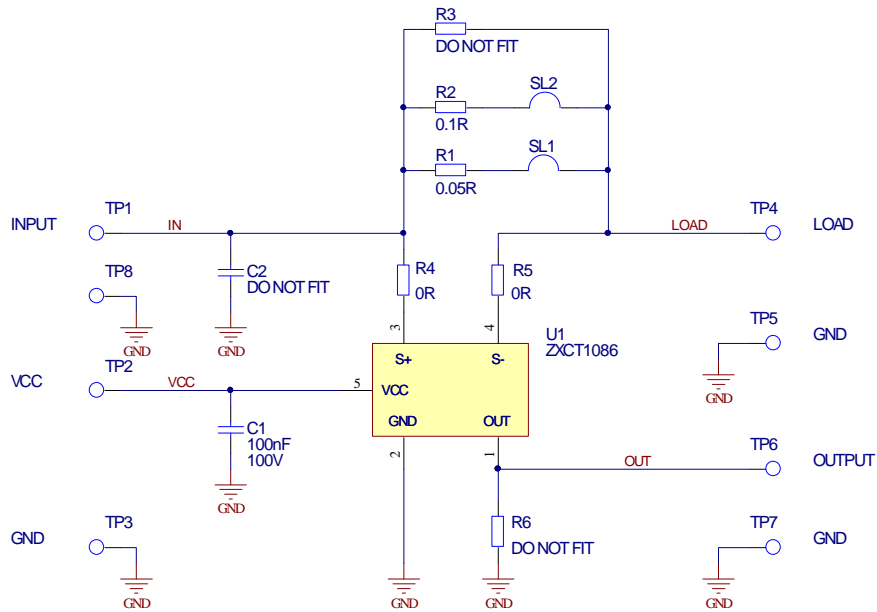 R3
DO NOT FIT
R2
0.1R
SL2
R1
0.05R
SL1
INPUT
TP1
IN
LOAD
TP4
LOAD
TP8
GND
C2
DO NOT FIT
GND
R4
0R
R5
0R
3
4
U1
ZXCT1086
TP5
GND
GND
S+
S-
VCC
TP2
VCC
5
VCC
GND
OUT
C1
100nF
100V
GND
2
1
OUT
TP6
OUTPUT
GND
TP3
GND
R6
DO NOT FIT
TP7
GND
GND
GND
GND